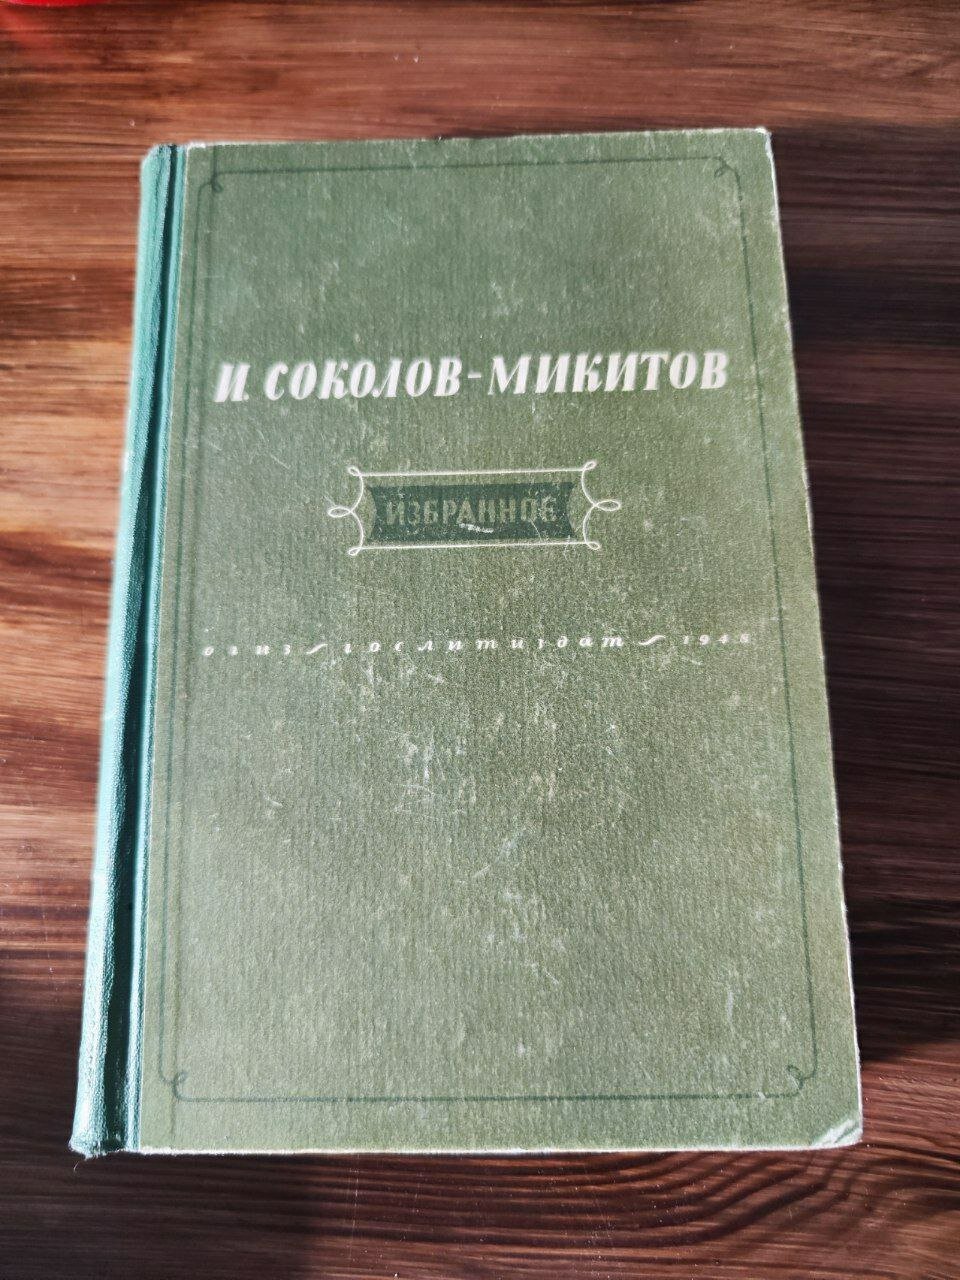 И. СОКОЛОВ-МИКИТОВ
ИЗБРАННОЕ
огиз ~ гослитиздат ~ 1948